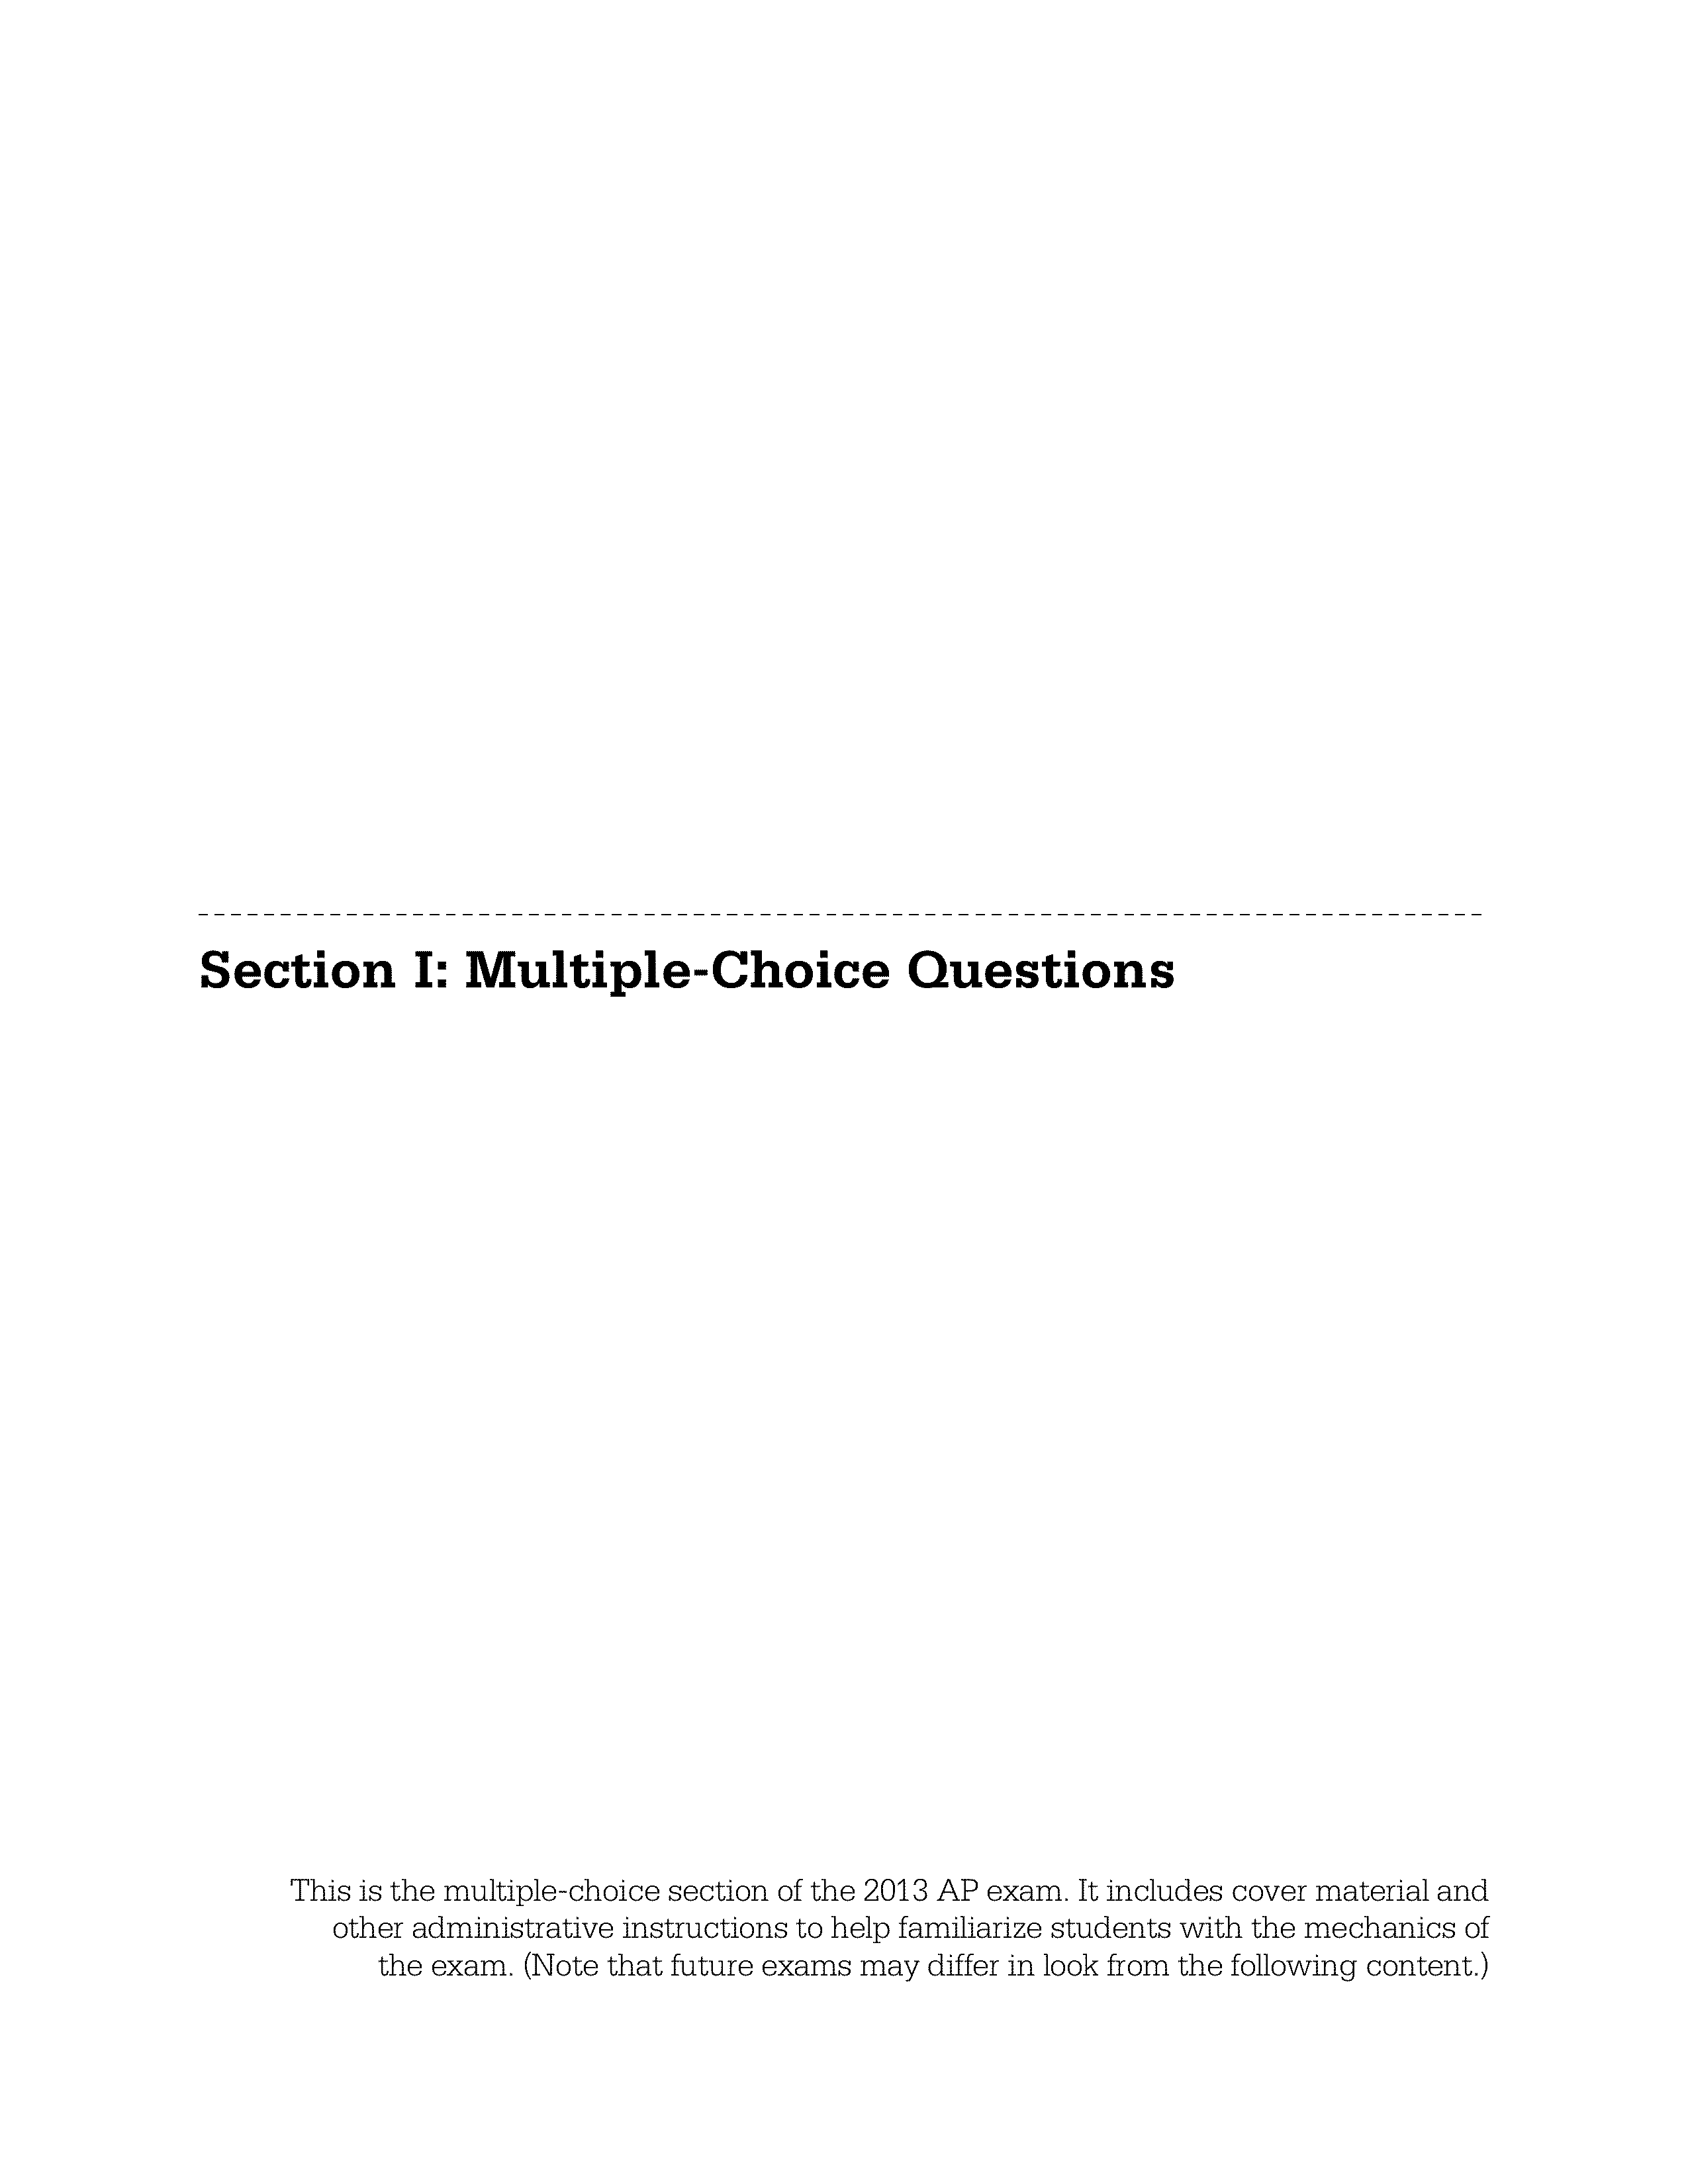 Section I: Multiple-Choice Questions
This is the multiple-choice section of the 2013 AP exam. It includes cover material and
other administrative instructions to help familiarize students with the mechanics of
the exam. (Note that future exams may differ in look from the following content.)